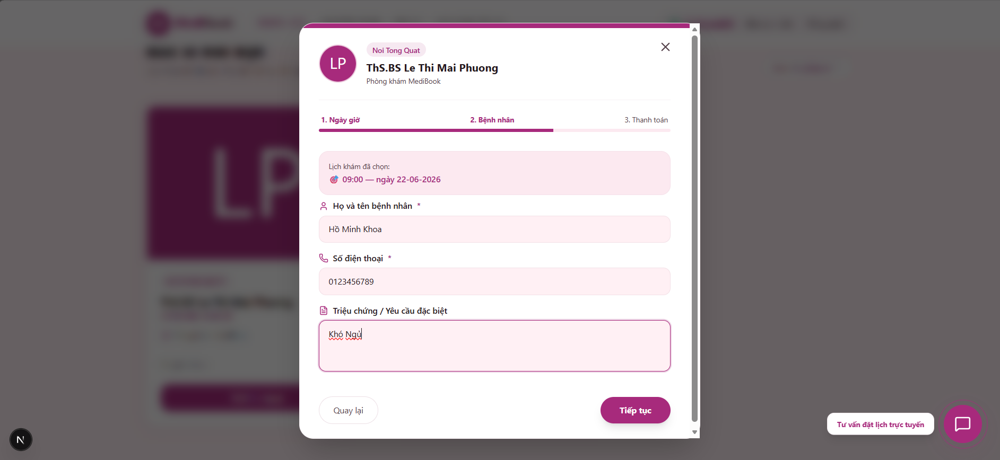 LP
Noi Tong Quat
ThS.BS Le Thi Mai Phuong
Phòng khám MediBook
1. Ngày giờ
2. Bệnh nhân
3. Thanh toán
Lịch khám đã chọn:
09:00 — ngày 22-06-2026
Họ và tên bệnh nhân *
Hồ Minh Khoa
Số điện thoại *
0123456789
Triệu chứng / Yêu cầu đặc biệt
Khó Ngủ
Quay lại
Tiếp tục
Tư vấn đặt lịch trực tuyến
N
LP